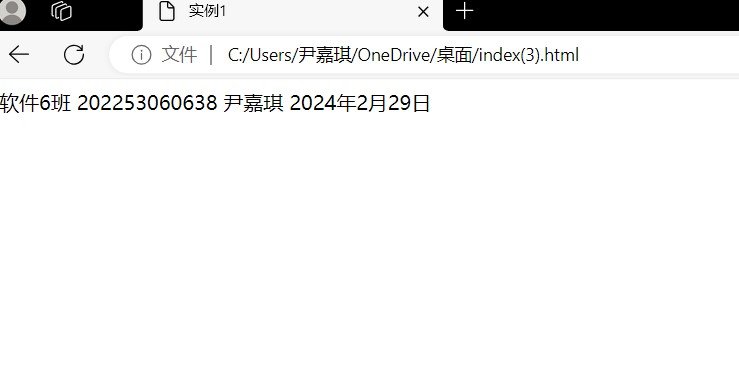 实例1
文件 | C:/Users/尹嘉琪/OneDrive/桌面/index(3).html
软件6班 202253060638 尹嘉琪 2024年2月29日